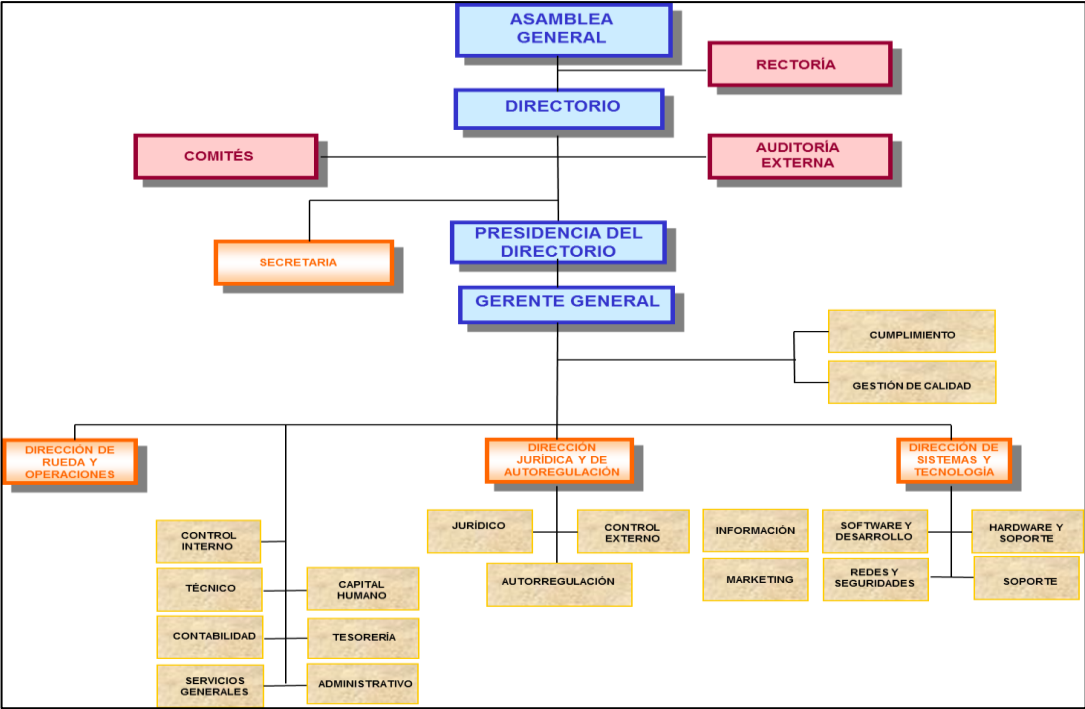 ASAMBLEA
GENERAL
RECTORÍA
DIRECTORIO
COMITÉS
AUDITORÍA
EXTERNA
PRESIDENCIA DEL
DIRECTORIO
SECRETARIA
GERENTE GENERAL
CUMPLIMIENTO
GESTIÓN DE CALIDAD
DIRECCIÓN DE
RUEDA Y
OPERACIONES
DIRECCIÓN
JURÍDICA Y DE
AUTOREGULACIÓN
DIRECCIÓN DE
SISTEMAS Y
TECNOLOGÍA
CONTROL
INTERNO
TÉCNICO
CAPITAL
HUMANO
CONTABILIDAD
TESORERÍA
SERVICIOS
GENERALES
ADMINISTRATIVO
JURÍDICO
CONTROL
EXTERNO
AUTORREGULACIÓN
INFORMACIÓN
MARKETING
SOFTWARE Y
DESARROLLO
HARDWARE Y
SOPORTE
REDES Y
SEGURIDADES
SOPORTE